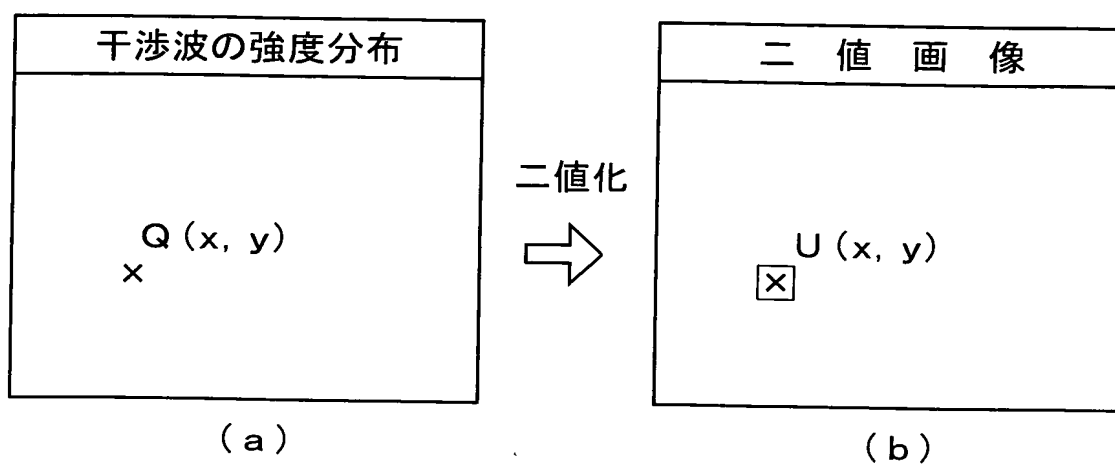 干渉波の強度分布
Q (x, y)
×
(a)
二値化
二 値 画 像
U (x, y)
×
(b)